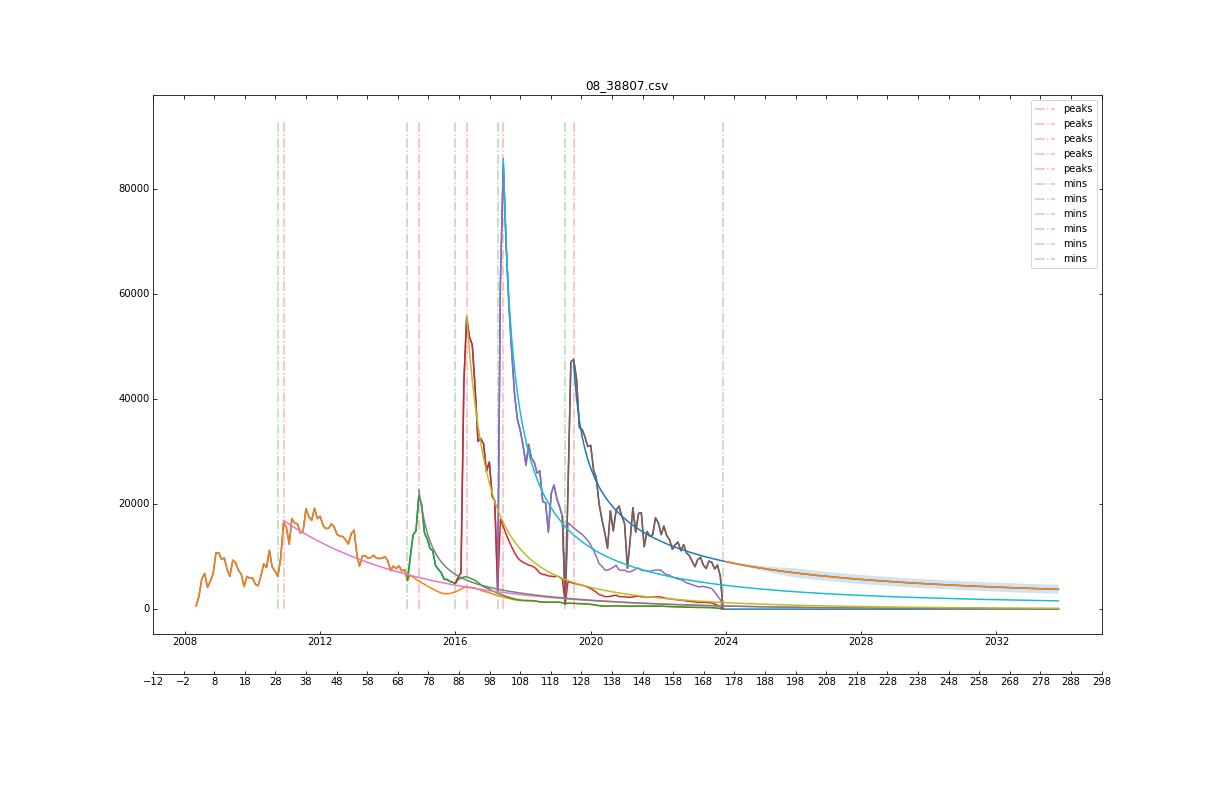 08_38807.csv
peaks
peaks
peaks
peaks
peaks
mins
mins
mins
mins
mins
mins
80000
60000
40000
20000
0
2008 2012 2016 2020 2024 2028 2032
−12 −2 8 18 28 38 48 58 68 78 88 98 108 118 128 138 148 158 168 178 188 198 208 218 228 238 248 258 268 278 288 298